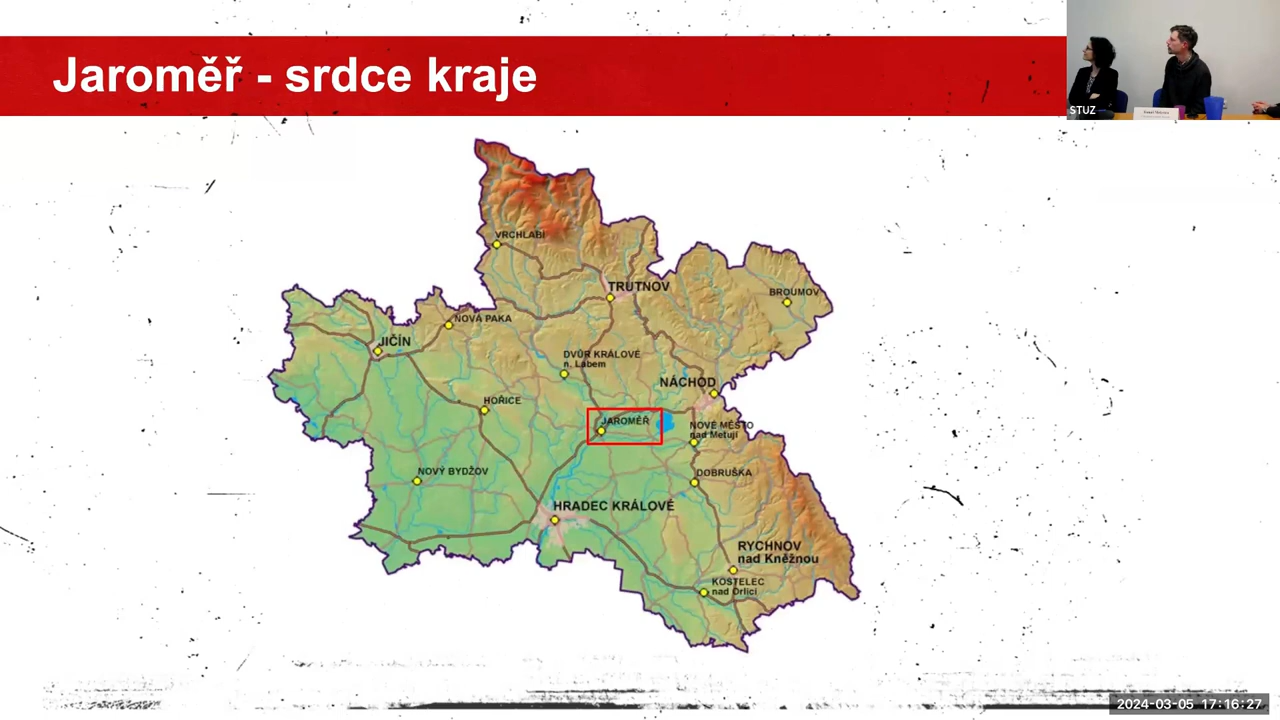 Jaroměř - srdce kraje
STUZ
VRCHLABÍ
TRUTNOV
BROUMOV
NOVÁ PAKA
JIČÍN
DVŮR KRÁLOVÉ
n. Labem
NÁCHOD
HOŘICE
JAROMĚŘ
NOVÉ MĚSTO
nad Metují
NOVÝ BYDŽOV
DOBRUŠKA
HRADEC KRÁLOVÉ
RYCHNOV
nad Kněžnou
KOSTELEC
nad Orlicí
2024-03-05 17:16:27